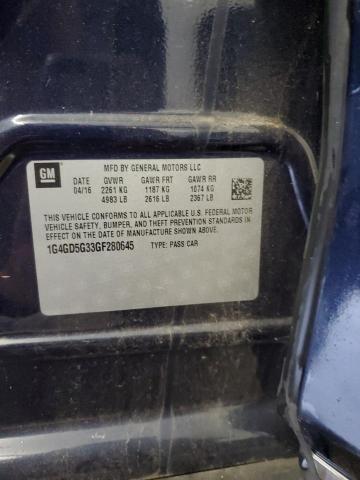 GM
MFD BY GENERAL MOTORS LLC
DATE GVWR GAWR FRT GAWR RR
04/16 2261 KG 1187 KG 1074 KG
4983 LB 2616 LB 2367 LB
THIS VEHICLE CONFORMS TO ALL APPLICABLE U.S. FEDERAL MOTOR
VEHICLE SAFETY, BUMPER, AND THEFT PREVENTION STANDARDS IN
EFFECT ON THE DATE OF MANUFACTURE SHOWN ABOVE.
1G4GD5G33GF280645 TYPE: PASS CAR